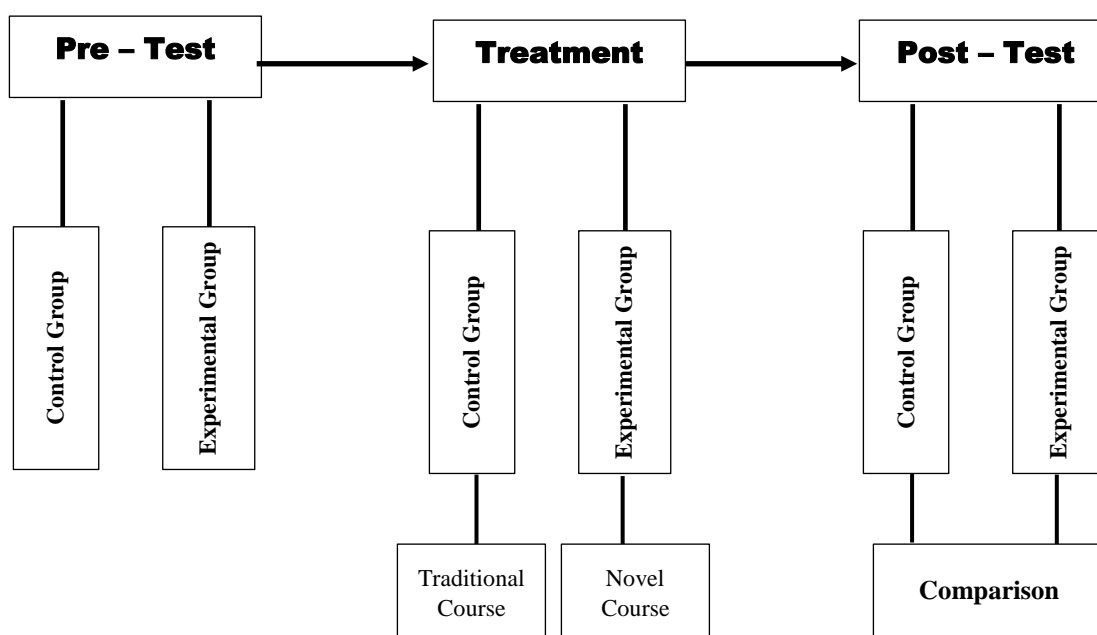 Pre – Test
Treatment
Post – Test
Control Group
Experimental Group
Control Group
Experimental Group
Control Group
Experimental Group
Traditional
Course
Novel
Course
Comparison